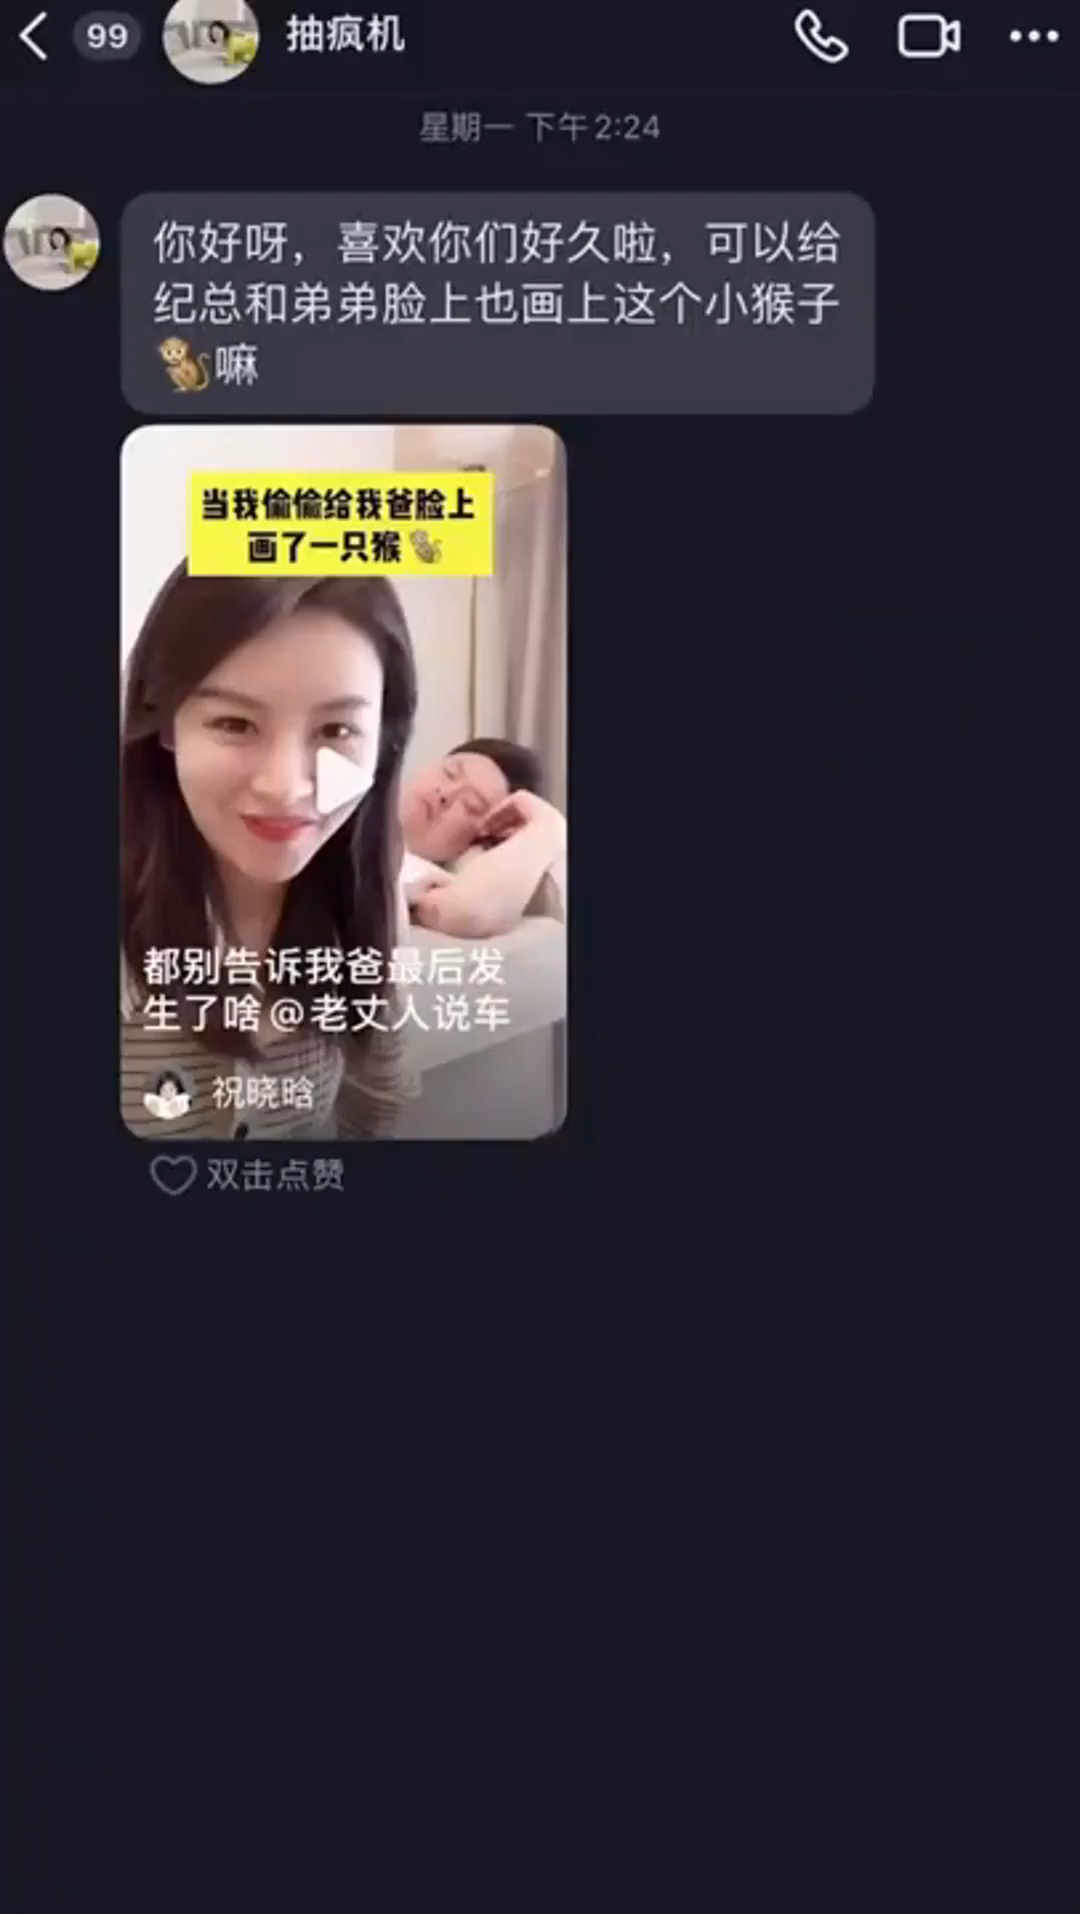 99
抽疯机
星期一 下午2:24
你好呀，喜欢你们好久啦，可以给
纪总和弟弟脸上也画上这个小猴子
🐒嘛
当我偷偷给我爸脸上
画了一只猴🐒
都别告诉我爸最后发
生了啥@老丈人说车
祝晓晗
双击点赞